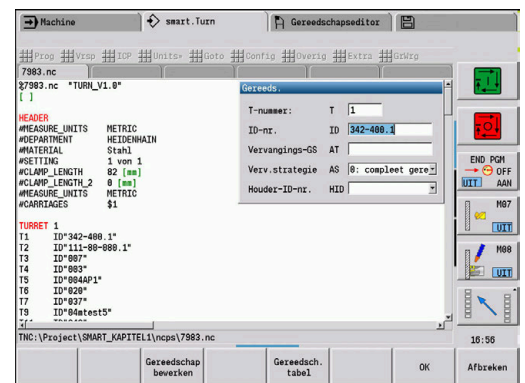 Machine
smart.Turn
Gereedschapseditor
Prog Vrsp ICP Units» Goto Config Overig Extra GrWrg
7983.nc
%7983.nc "TURN_V1.0"
[ ]
HEADER
#MEASURE_UNITS METRIC
#DEPARTMENT HEIDENHAIN
#MATERIAL Stahl
#SETTING 1 von 1
#CLAMP_LENGTH 82 [mm]
#CLAMP_LENGTH_2 0 [mm]
#MEASURE_UNITS METRIC
#CARRIAGES $1
TURRET 1
T1 ID"342-400.1"
T2 ID"111-80-080.1"
T3 ID"007"
T4 ID"003"
T5 ID"004AP1"
T6 ID"020"
T7 ID"037"
T9 ID"04mtest5"
Gereeds.
T-nummer: T 1
ID-nr. ID 342-400.1
Vervangings-GS AT
Verv.strategie AS 0: compleet gere
Houder-ID-nr. HID
TNC:\Project\SMART_KAPITEL1\ncps\7983.nc
END PGM
OFF
UIT AAN
M07
UIT
M08
UIT
16:56
Gereedschap bewerken
Gereedsch. tabel
OK
Afbreken